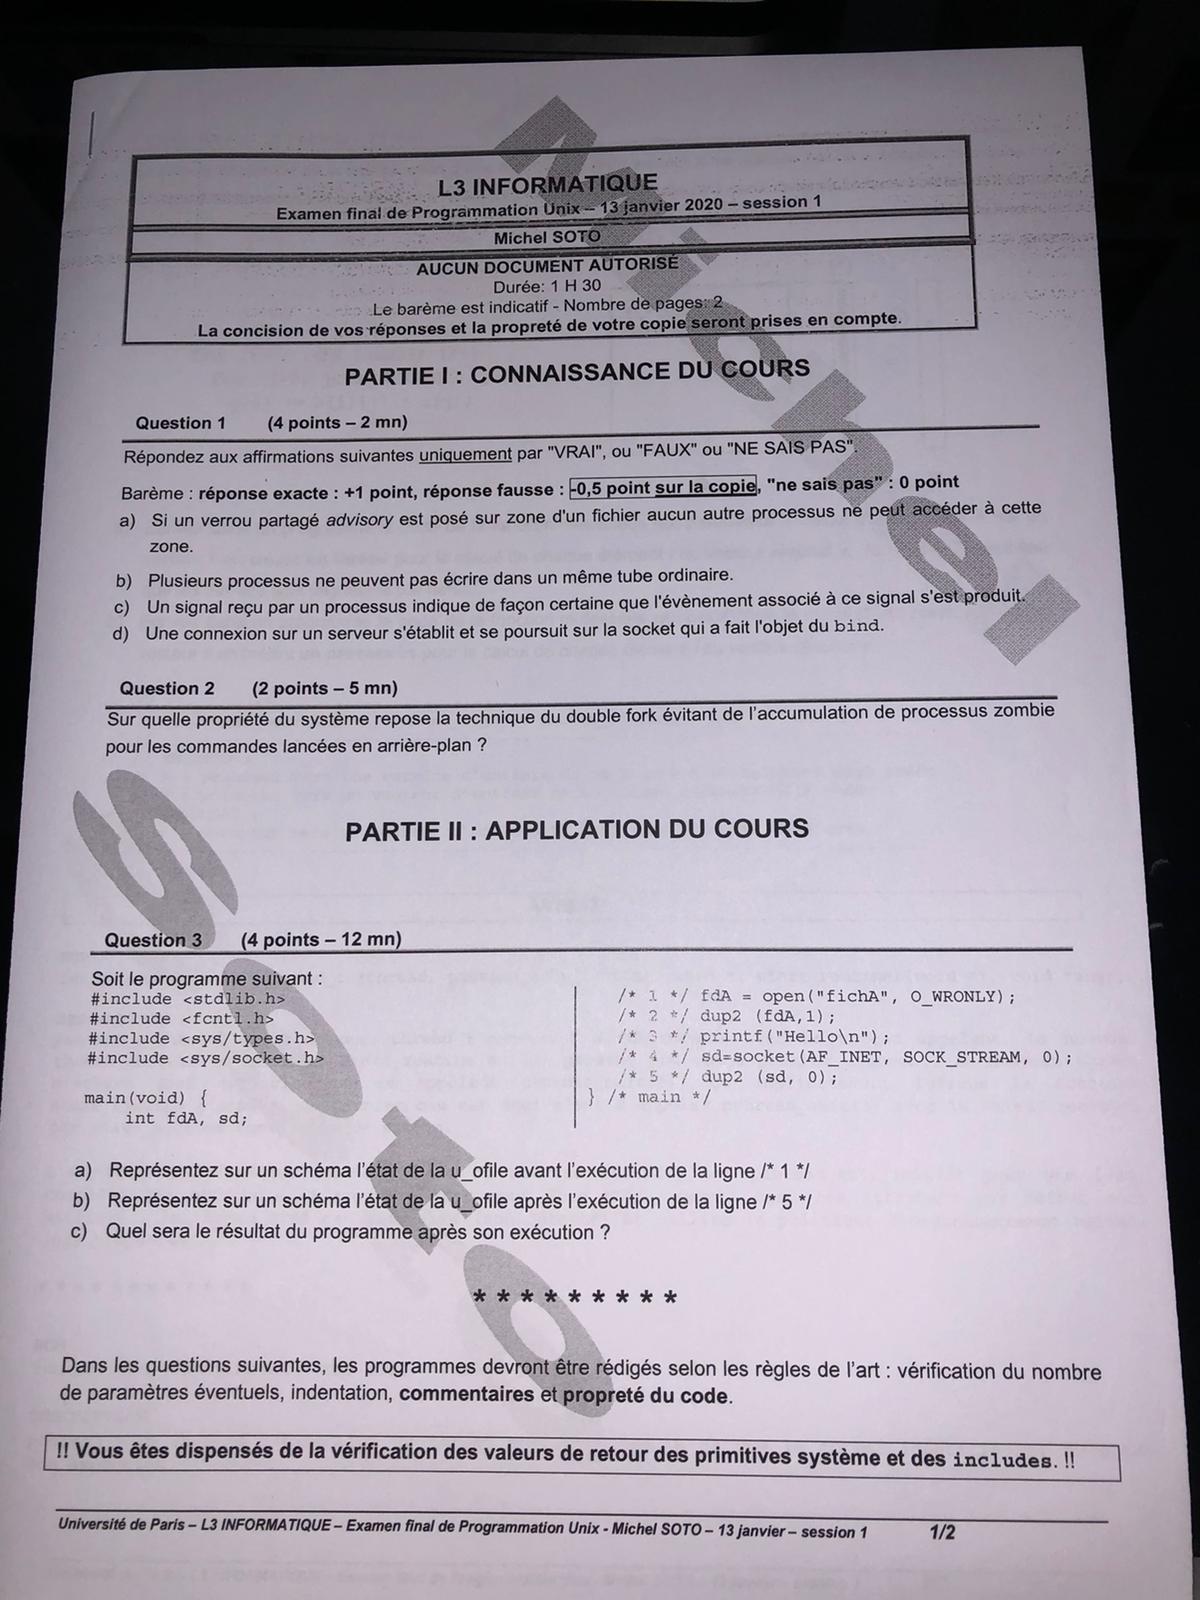 L3 INFORMATIQUE
Examen final de Programmation Unix – 13 janvier 2020 – session 1
Michel SOTO
AUCUN DOCUMENT AUTORISÉ
Durée: 1 H 30
Le barème est indicatif - Nombre de pages: 2
La concision de vos réponses et la propreté de votre copie seront prises en compte.
PARTIE I : CONNAISSANCE DU COURS
Question 1 (4 points – 2 mn)
Répondez aux affirmations suivantes uniquement par "VRAI", ou "FAUX" ou "NE SAIS PAS".
Barème : réponse exacte : +1 point, réponse fausse : -0,5 point sur la copie, "ne sais pas" : 0 point
a) Si un verrou partagé advisory est posé sur zone d'un fichier aucun autre processus ne peut accéder à cette
zone.
b) Plusieurs processus ne peuvent pas écrire dans un même tube ordinaire.
c) Un signal reçu par un processus indique de façon certaine que l'évènement associé à ce signal s'est produit.
d) Une connexion sur un serveur s'établit et se poursuit sur la socket qui a fait l'objet du bind.
Question 2 (2 points – 5 mn)
Sur quelle propriété du système repose la technique du double fork évitant de l'accumulation de processus zombie
pour les commandes lancées en arrière-plan ?
PARTIE II : APPLICATION DU COURS
Question 3 (4 points – 12 mn)
Soit le programme suivant :
#include <stdlib.h>
#include <fcntl.h>
#include <sys/types.h>
#include <sys/socket.h>
main(void) {
int fdA, sd;
/* 1 */ fdA = open("fichA", O_WRONLY);
/* 2 */ dup2 (fdA,1);
/* 3 */ printf("Hello\n");
/* 4 */ sd=socket(AF_INET, SOCK_STREAM, 0);
/* 5 */ dup2 (sd, 0);
} /* main */
a) Représentez sur un schéma l'état de la u_ofile avant l'exécution de la ligne /* 1 */
b) Représentez sur un schéma l'état de la u_ofile après l'exécution de la ligne /* 5 */
c) Quel sera le résultat du programme après son exécution ?
* * * * * * * * *
Dans les questions suivantes, les programmes devront être rédigés selon les règles de l'art : vérification du nombre
de paramètres éventuels, indentation, commentaires et propreté du code.
!! Vous êtes dispensés de la vérification des valeurs de retour des primitives système et des includes. !!
Université de Paris – L3 INFORMATIQUE – Examen final de Programmation Unix - Michel SOTO – 13 janvier – session 1 1/2
Michel
Soto